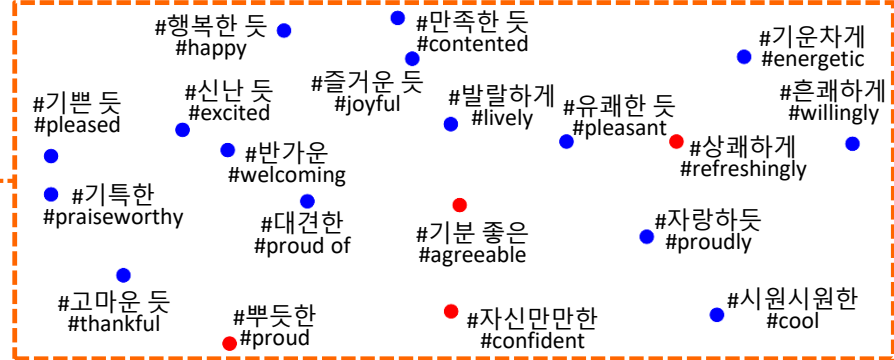 #행복한 듯
#happy
#만족한 듯
#contented
#기운차게
#energetic
#즐거운 듯
#joyful
#기쁜 듯
#pleased
#신난 듯
#excited
#발랄하게
#lively
#유쾌한 듯
#pleasant
#흔쾌하게
#willingly
#반가운
#welcoming
#상쾌하게
#refreshingly
#기특한
#praiseworthy
#대견한
#proud of
#기분 좋은
#agreeable
#자랑하듯
#proudly
#고마운 듯
#thankful
#뿌듯한
#proud
#자신만만한
#confident
#시원시원한
#cool